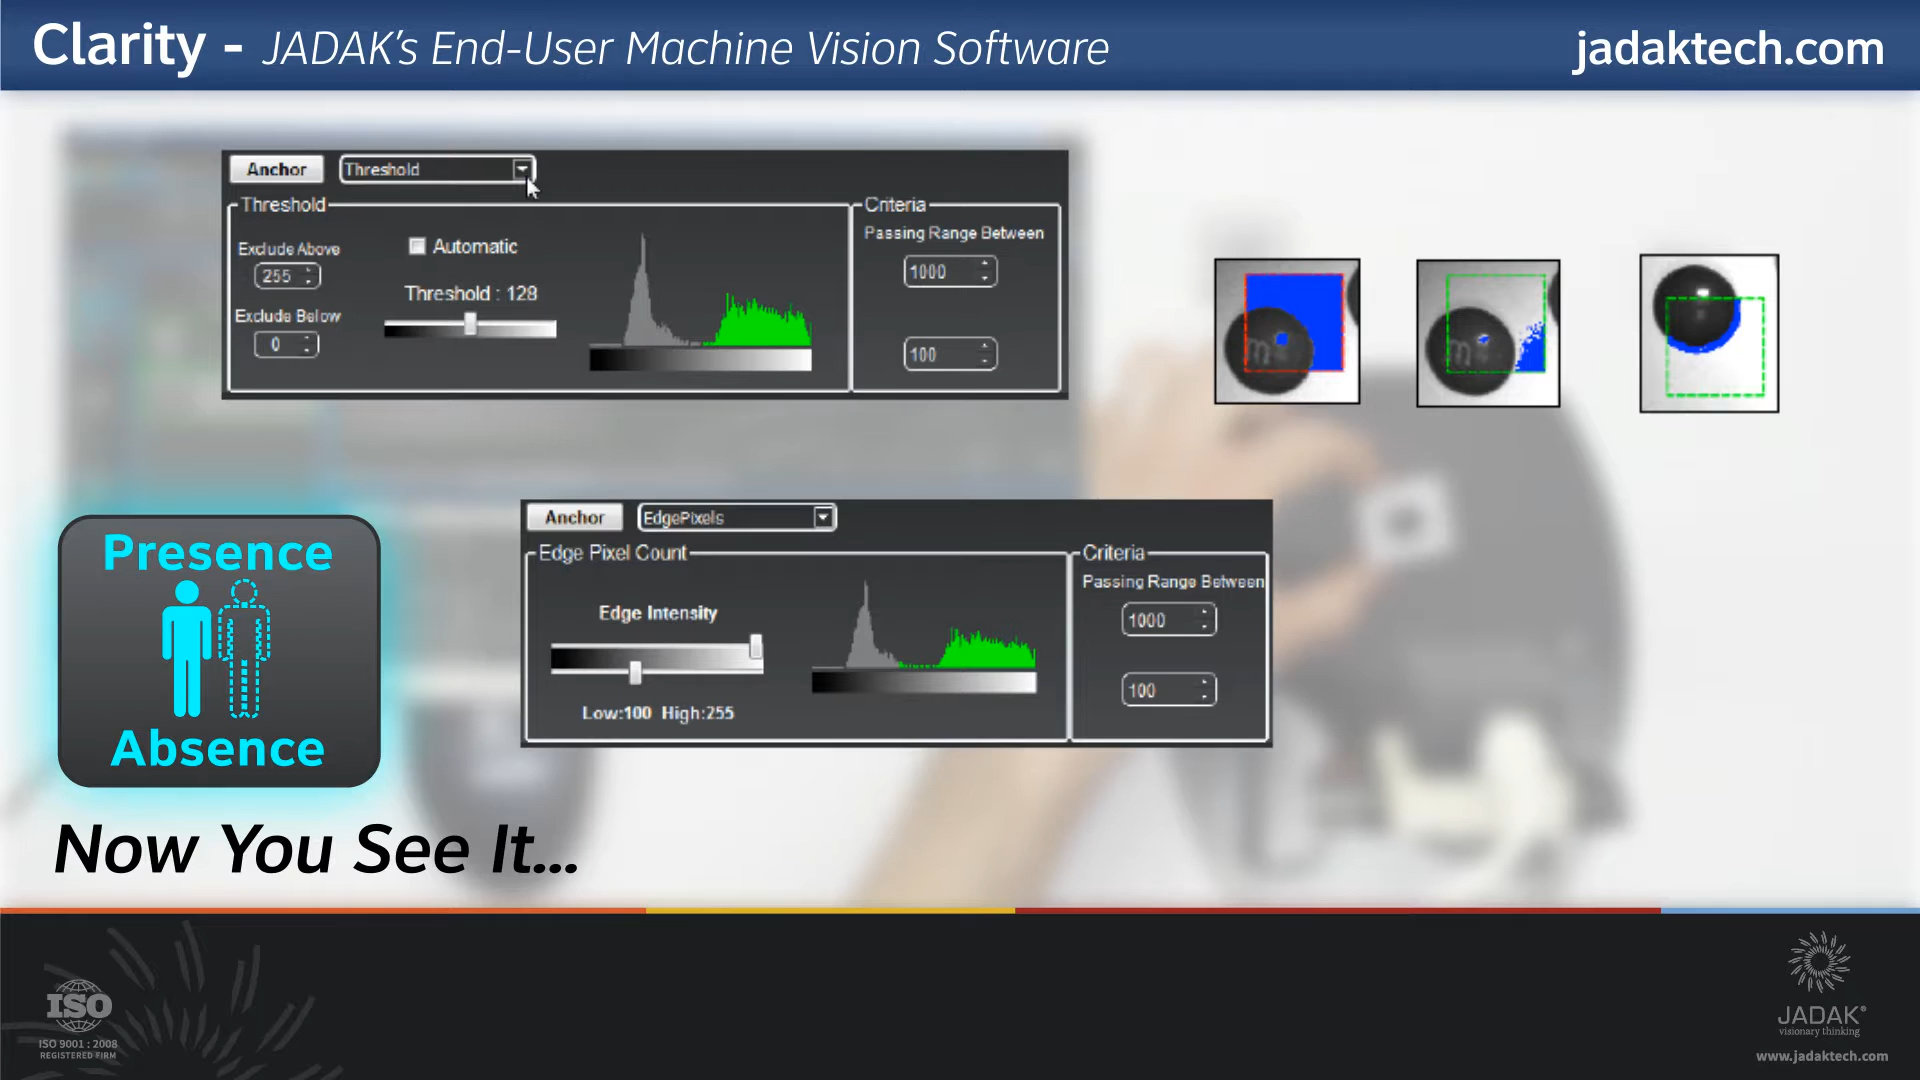 Clarity - JADAK's End-User Machine Vision Software
jadaktech.com
Anchor
Threshold
Threshold
Exclude Above
255
Exclude Below
0
Automatic
Threshold : 128
Criteria
Passing Range Between
1000
100
m
m
Anchor
EdgePixels
Edge Pixel Count
Edge Intensity
Low:100 High:255
Criteria
Passing Range Between
1000
100
Presence
Absence
Now You See It...
ISO
ISO 9001 : 2008
REGISTERED FIRM
JADAK®
visionary thinking
www.jadaktech.com